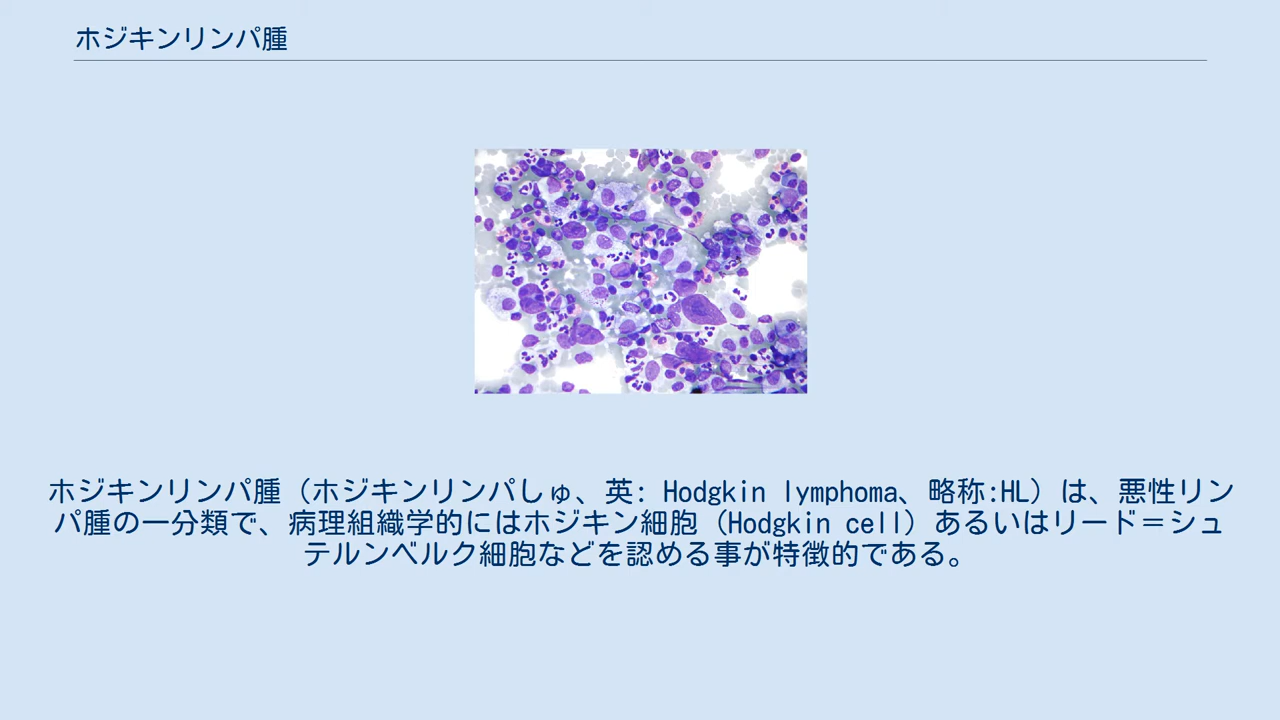 ホジキンリンパ腫
ホジキンリンパ腫（ホジキンリンパしゅ、英: Hodgkin lymphoma、略称:HL）は、悪性リン
パ腫の一分類で、病理組織学的にはホジキン細胞（Hodgkin cell）あるいはリード＝シュ
テルンベルク細胞などを認める事が特徴的である。